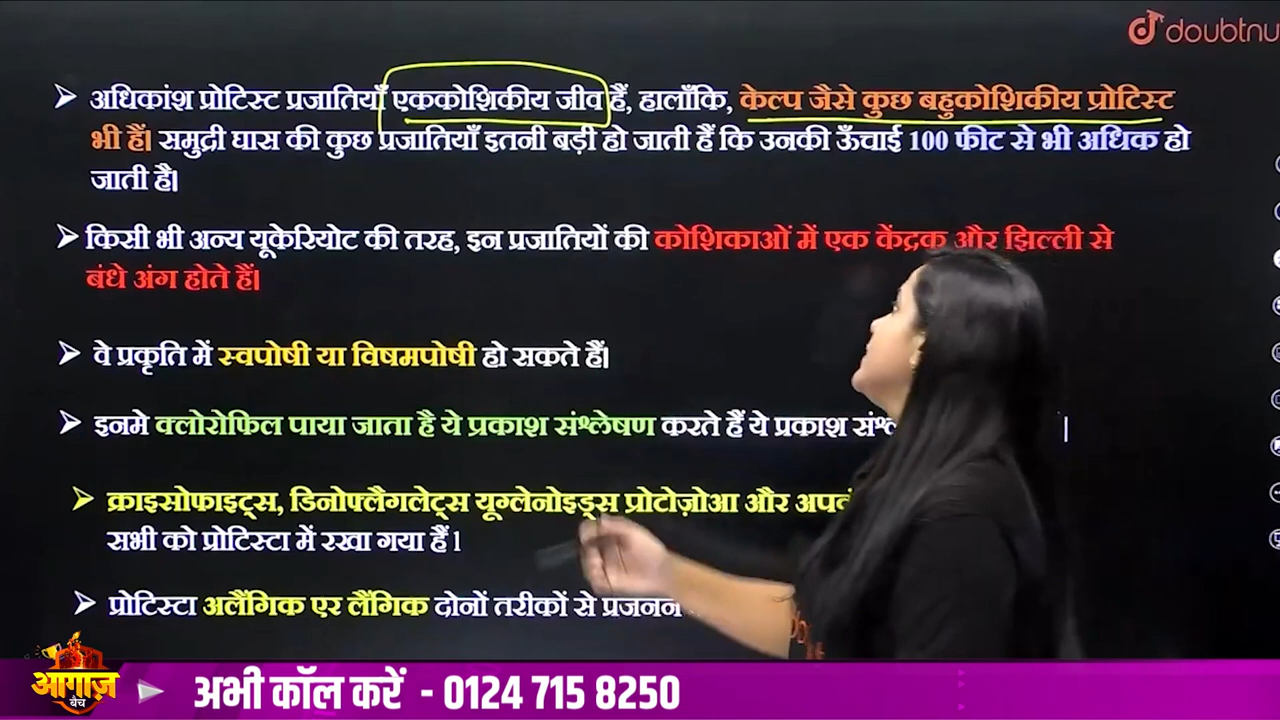 doubtnu
अधिकांश प्रोटिस्ट प्रजातियाँ एककोशिकीय जीव हैं, हालाँकि, केल्प जैसे कुछ बहुकोशिकीय प्रोटिस्ट
भी हैं। समुद्री घास की कुछ प्रजातियाँ इतनी बड़ी हो जाती हैं कि उनकी ऊँचाई 100 फीट से भी अधिक हो
जाती है।
किसी भी अन्य यूकेरियोट की तरह, इन प्रजातियों की कोशिकाओं में एक केंद्रक और झिल्ली से
बंधे अंग होते हैं।
वे प्रकृति में स्वपोषी या विषमपोषी हो सकते हैं।
इनमे क्लोरोफिल पाया जाता है ये प्रकाश संश्लेषण करते हैं ये प्रकाश
क्राइसोफाइट्स, डिनोफ्लैगलेट्स यूग्लेनोइड्स प्रोटोज़ोआ और
सभी को प्रोटिस्टा में रखा गया हैं l
प्रोटिस्टा अलैंगिक एर लैंगिक दोनों तरीकों से प्रजनन
आगाज़
बैच
अभी कॉल करें - 0124 715 8250